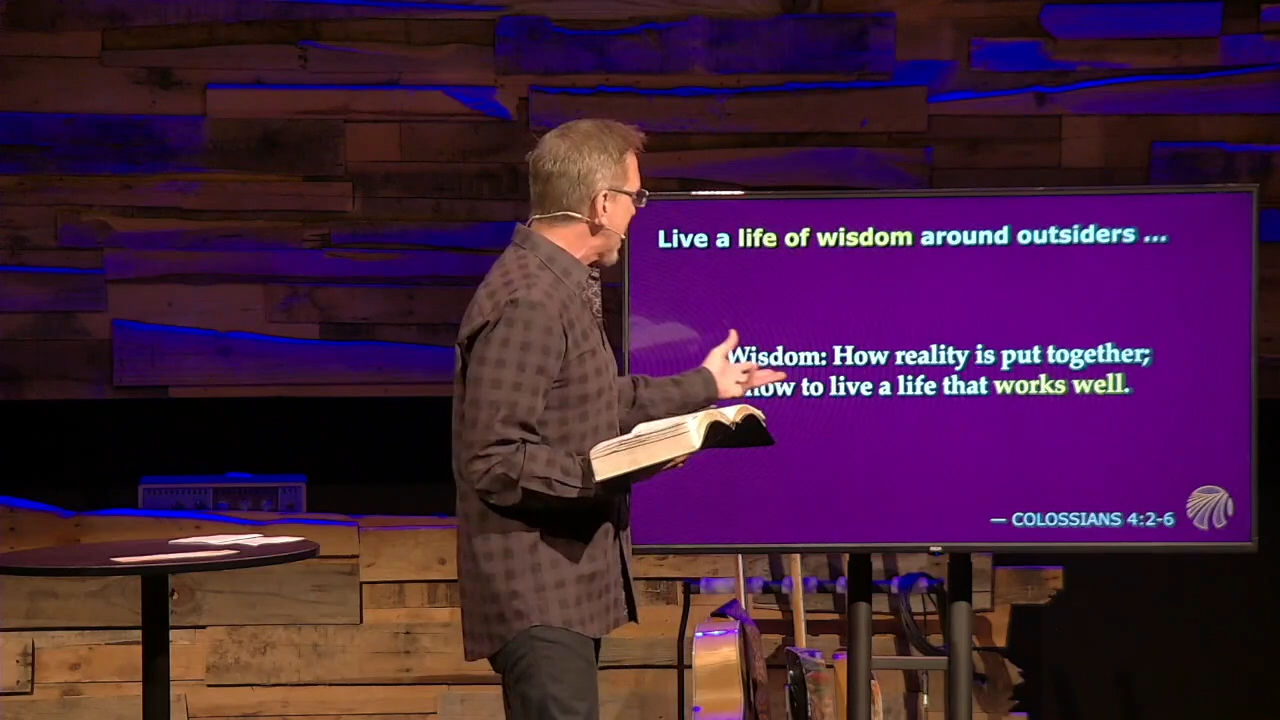 Live a life of wisdom around outsiders ...
Wisdom: How reality is put together;
how to live a life that works well.
— COLOSSIANS 4:2-6